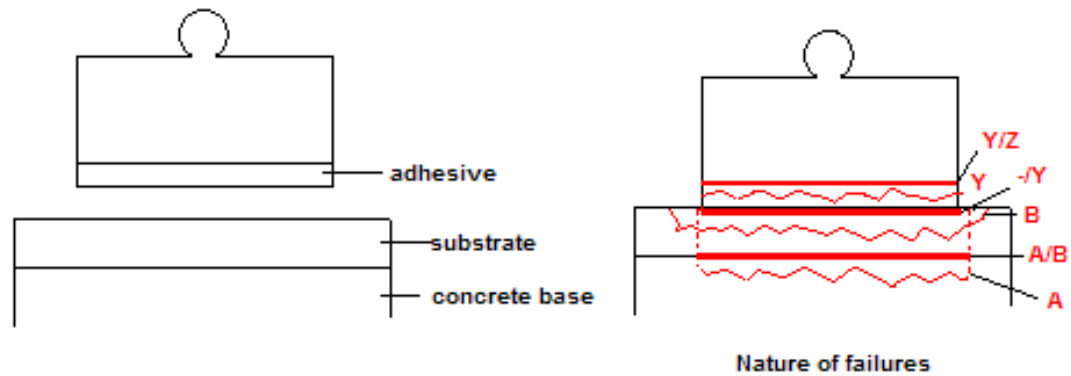 adhesive
substrate
concrete base
Y/Z
Y
-/Y
B
A/B
A
Nature of failures